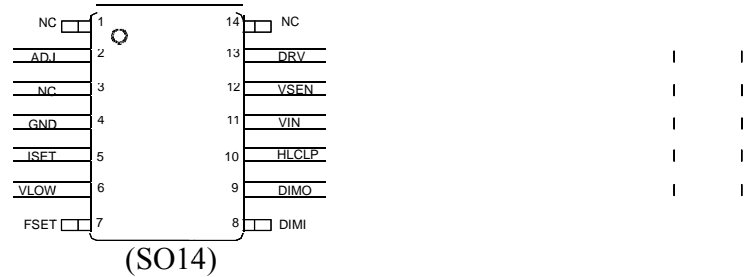 NC 1 14 NC
ADJ 2 13 DRV
NC 3 12 VSEN
GND 4 11 VIN
ISET 5 10 HLCLP
VLOW 6 9 DIMO
FSET 7 8 DIMI
(SO14)